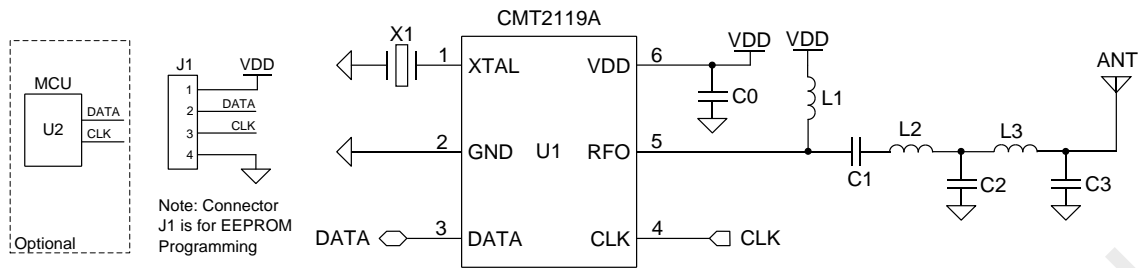 CMT2119A
MCU
U2
DATA
CLK
Optional
J1
VDD
1
2
DATA
3
CLK
4
Note: Connector
J1 is for EEPROM
Programming
X1
1
XTAL
2
GND
DATA
3
DATA
U1
VDD
6
VDD
C0
RFO
5
CLK
4
CLK
VDD
L1
C1
L2
C2
L3
C3
ANT